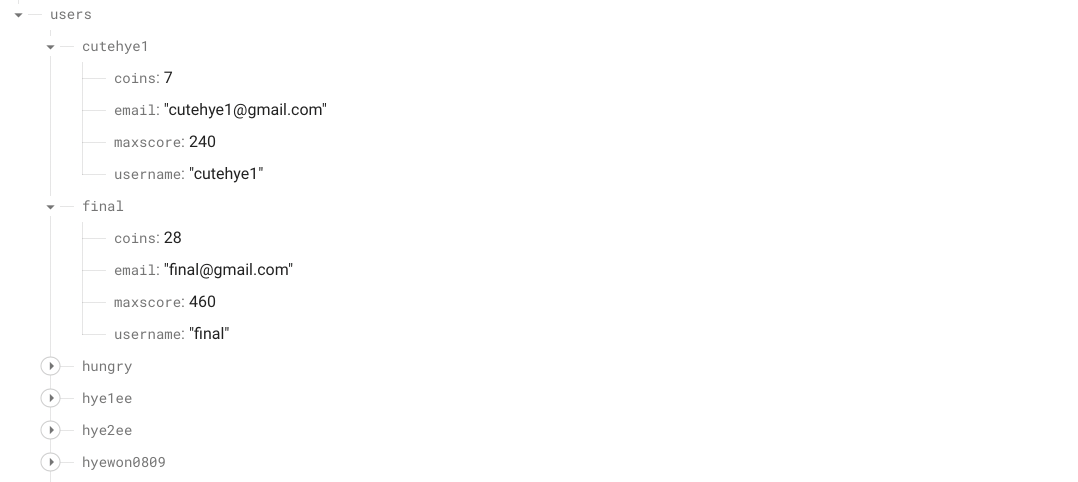 users
cutehye1
coins: 7
email: "cutehye1@gmail.com"
maxscore: 240
username: "cutehye1"
final
coins: 28
email: "final@gmail.com"
maxscore: 460
username: "final"
hungry
hye1ee
hye2ee
hyewon0809